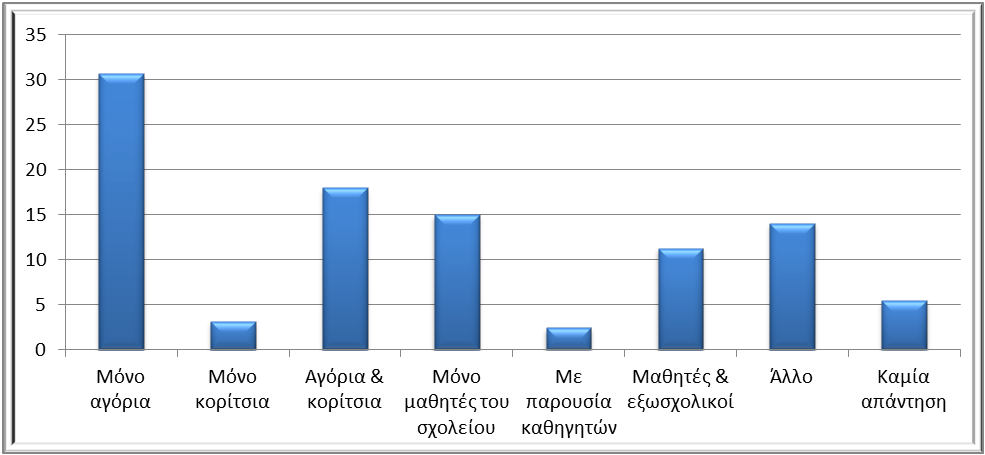 35
30
25
20
15
10
5
0
Μόνο αγόρια
Μόνο κορίτσια
Αγόρια & κορίτσια
Μόνο μαθητές του σχολείου
Με παρουσία καθηγητών
Μαθητές & εξωσχολικοί
Άλλο
Καμία απάντηση